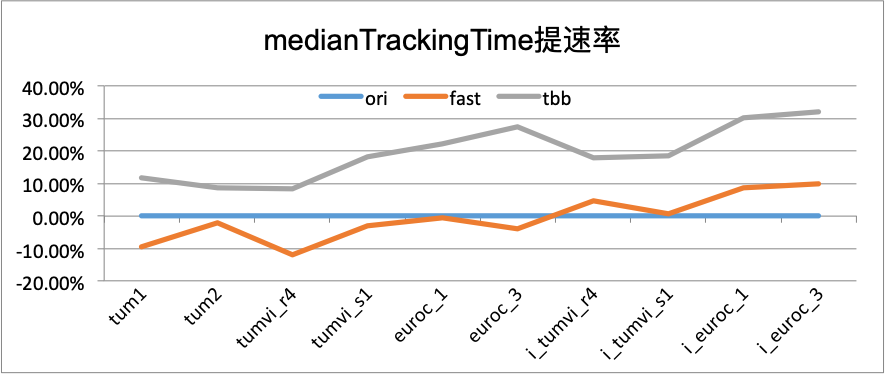 medianTrackingTime提速率
ori fast tbb
40.00%
30.00%
20.00%
10.00%
0.00%
-10.00%
-20.00%
tum1
tum2
tumvi_r4
tumvi_s1
euroc_1
euroc_3
i_tumvi_r4
i_tumvi_s1
i_euroc_1
i_euroc_3